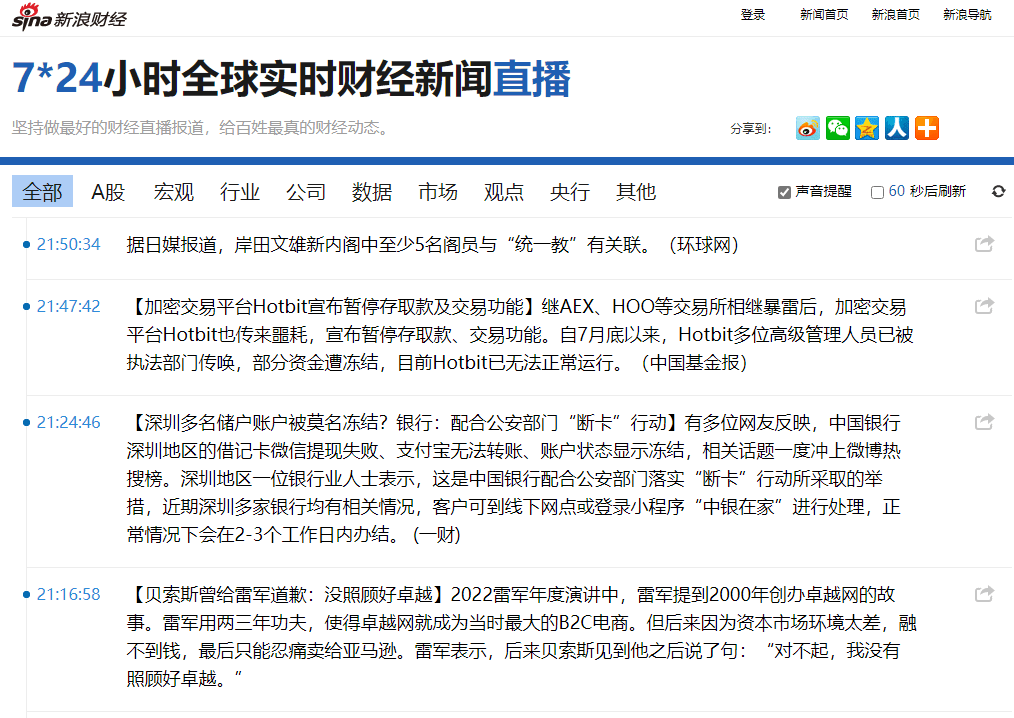 sina新浪财经
登录 新闻首页 新浪首页 新浪导航
7*24小时全球实时财经新闻直播
坚持做最好的财经直播报道，给百姓最真的财经动态。
分享到：
全部 A股 宏观 行业 公司 数据 市场 观点 央行 其他
声音提醒 60 秒后刷新
21:50:34 据日媒报道，岸田文雄新内阁中至少5名阁员与“统一教”有关联。（环球网）
21:47:42 【加密交易平台Hotbit宣布暂停存取款及交易功能】继AEX、HOO等交易所相继暴雷后，加密交易
平台Hotbit也传来噩耗，宣布暂停存取款、交易功能。自7月底以来，Hotbit多位高级管理人员已被
执法部门传唤，部分资金遭冻结，目前Hotbit已无法正常运行。（中国基金报）
21:24:46 【深圳多名储户账户被莫名冻结？银行：配合公安部门“断卡”行动】有多位网友反映，中国银行
深圳地区的借记卡微信提现失败、支付宝无法转账、账户状态显示冻结，相关话题一度冲上微博热
搜榜。深圳地区一位银行业人士表示，这是中国银行配合公安部门落实“断卡”行动所采取的举
措，近期深圳多家银行均有相关情况，客户可到线下网点或登录小程序“中银在家”进行处理，正
常情况下会在2-3个工作日内办结。 (一财)
21:16:58 【贝索斯曾给雷军道歉：没照顾好卓越】2022雷军年度演讲中，雷军提到2000年创办卓越网的故
事。雷军用两三年功夫，使得卓越网就成为当时最大的B2C电商。但后来因为资本市场环境太差，融
不到钱，最后只能忍痛卖给亚马逊。雷军表示，后来贝索斯见到他之后说了句：“对不起，我没有
照顾好卓越。”